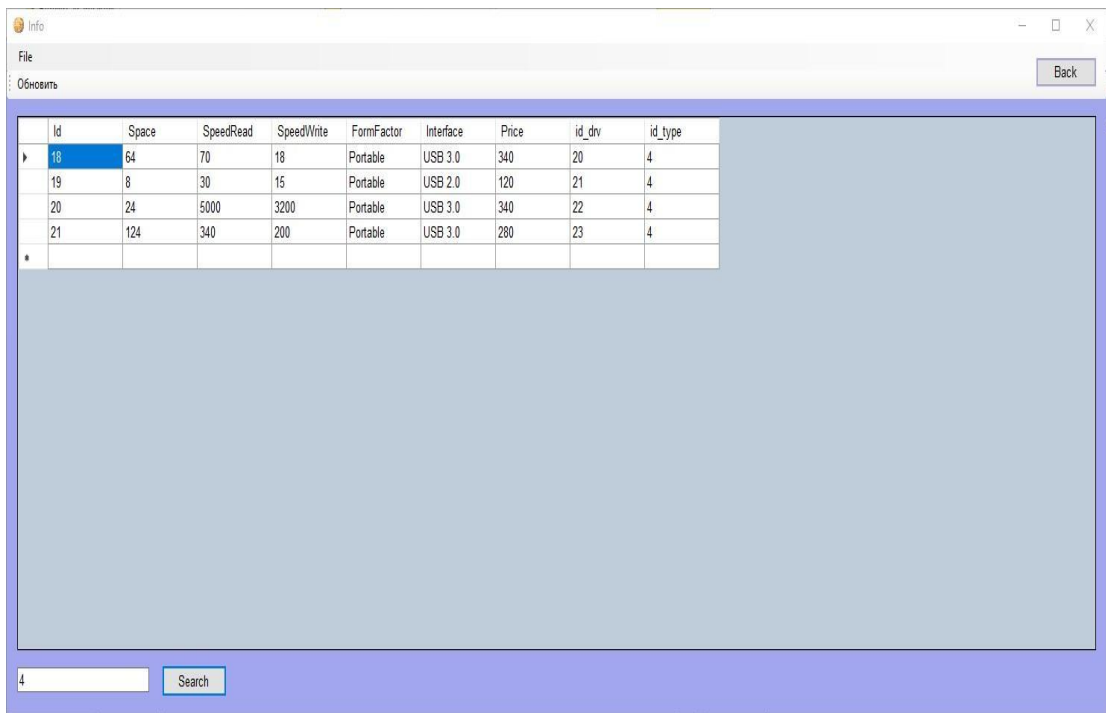 Info
File
Back
Обновить
Id Space SpeedRead SpeedWrite FormFactor Interface Price id_drv id_type
18 64 70 18 Portable USB 3.0 340 20 4
19 8 30 15 Portable USB 2.0 120 21 4
20 24 5000 3200 Portable USB 3.0 340 22 4
21 124 340 200 Portable USB 3.0 280 23 4
4 Search